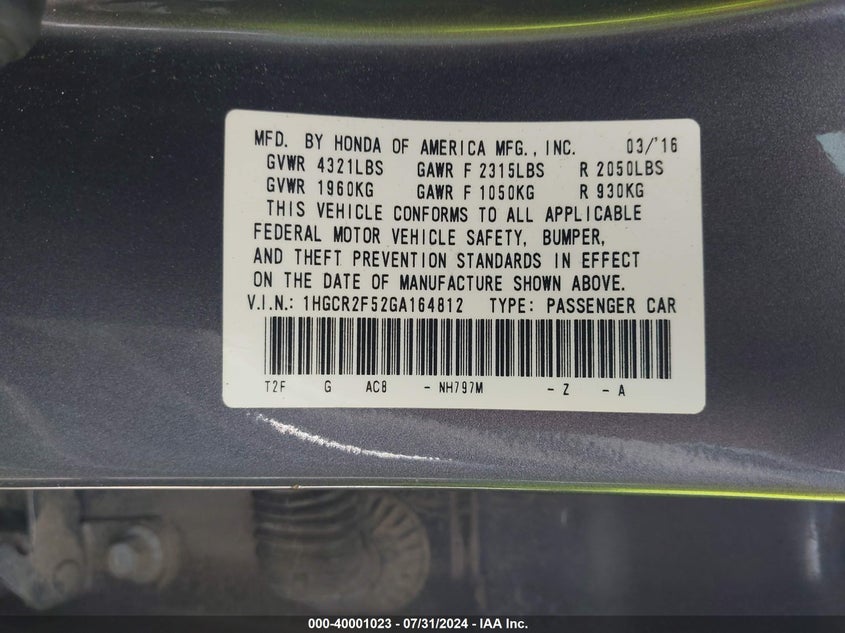 MFD. BY HONDA OF AMERICA MFG., INC. 03/'16
GVWR 4321LBS GAWR F 2315LBS R 2050LBS
GVWR 1960KG GAWR F 1050KG R 930KG
THIS VEHICLE CONFORMS TO ALL APPLICABLE
FEDERAL MOTOR VEHICLE SAFETY, BUMPER,
AND THEFT PREVENTION STANDARDS IN EFFECT
ON THE DATE OF MANUFACTURE SHOWN ABOVE.
V.I.N.: 1HGCR2F52GA164812 TYPE: PASSENGER CAR
T2F G AC8 - NH797M - Z - A
000-40001023 - 07/31/2024 - IAA Inc.